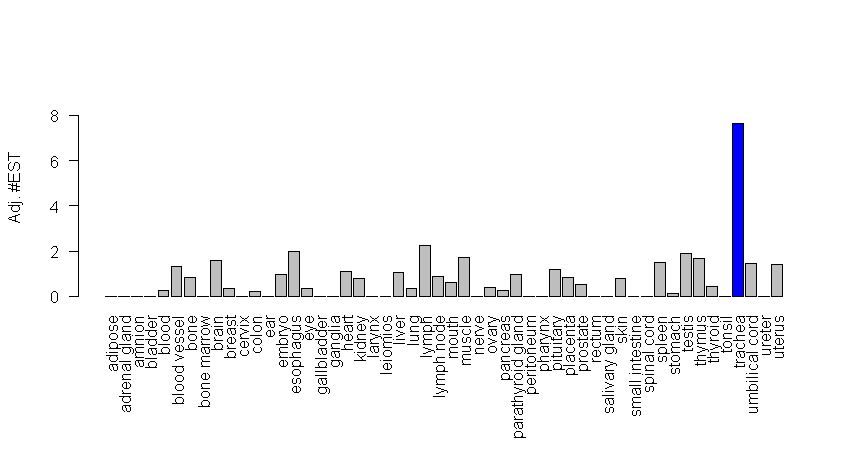 Adj. #EST
8
6
4
2
0
adipose
adrenal gland
amnion
bladder
blood
blood vessel
bone
bone marrow
brain
breast
cervix
colon
ear
embryo
esophagus
eye
gallbladder
ganglia
heart
kidney
larynx
leiomios
liver
lung
lymph
lymph node
mouth
muscle
nerve
ovary
pancreas
parathyroid gland
peritoneum
pharynx
pituitary
placenta
prostate
rectum
salivary gland
skin
small intestine
spinal cord
spleen
stomach
testis
thymus
thyroid
tonsil
trachea
umbilical cord
ureter
uterus